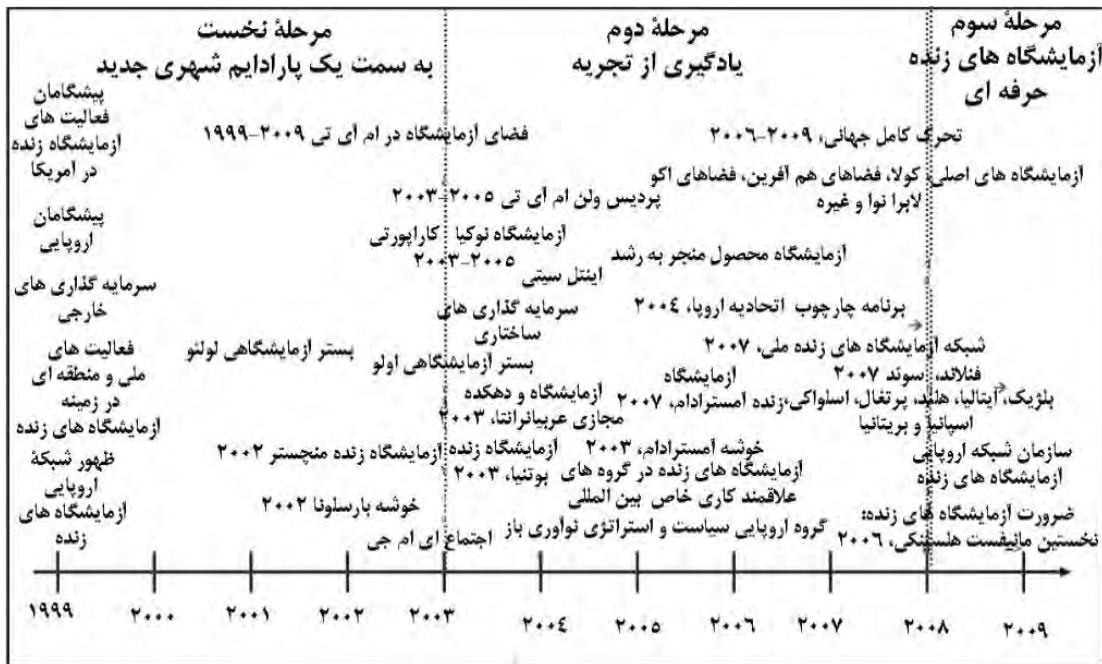 مرحلهٔ نخست
به سمت یک پارادایم شهری جدید
مرحلهٔ دوم
یادگیری از تجربه
مرحلهٔ سوم
آزمایشگاه های زنده
حرفه ای
پیشگامان
فعالیت های
آزمایشگاه زنده
در آمریکا
فضای آزمایشگاه در ام آی تی ۲۰۰۹-۱۹۹۹
تحرک کامل جهانی، ۲۰۰۹-۲۰۰۶
آزمایشگاه های اصلی، کولا، فضاهای هم آفرین، فضاهای اکو
لابرا نوا و غیره
پردیس ولن ام آی تی ۲۰۰۵-۲۰۰۳
پیشگامان
اروپایی
آزمایشگاه نوکیا کاراپورتی
۲۰۰۵-۲۰۰۳
اینتل سیتی
آزمایشگاه محصول منجر به رشد
سرمایه گذاری های
خارجی
سرمایه گذاری های
ساختاری
برنامه چارچوب اتحادیه اروپا، ۲۰۰۴
فعالیت های
ملی و منطقه ای
در زمینه
آزمایشگاه های زنده
بستر آزمایشگاهی لولئو
بستر آزمایشگاهی اولو
شبکه آزمایشگاه های زنده ملی، ۲۰۰۷
فنلاند، سوند ۲۰۰۷
آزمایشگاه
زنده آمسترادام، ۲۰۰۷
بلژیک، ایتالیا، هلند، پرتغال، اسلواکی،
اسپانیا و بریتانیا
آزمایشگاه و دهکده
مجازی عربیانرانتا، ۲۰۰۳
آزمایشگاه زنده منچستر ۲۰۰۲
آزمایشگاه زنده
بوتنیا، ۲۰۰۳
خوشه آمسترادام، ۲۰۰۳
آزمایشگاه های زنده در گروه های
علاقمند کاری خاص بین المللی
سازمان شبکه اروپایی
آزمایشگاه های زنده
ظهور شبکهٔ
اروپایی
آزمایشگاه های
زنده
خوشه بارسلونا ۲۰۰۲
اجتماع ای ام جی
گروه اروپایی سیاست و استراتژی نوآوری باز
ضرورت آزمایشگاه های زنده:
نخستین مانیفست هلسینکی، ۲۰۰۶
۱۹۹۹ ۲۰۰۰ ۲۰۰۱ ۲۰۰۲ ۲۰۰۳ ۲۰۰۴ ۲۰۰۵ ۲۰۰۶ ۲۰۰۷ ۲۰۰۸ ۲۰۰۹